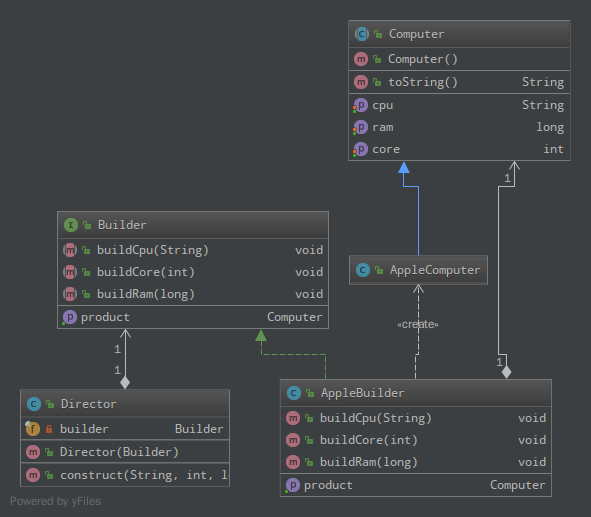 Computer
Computer()
toString() String
cpu String
ram long
core int
1
Builder
buildCpu(String) void
buildCore(int) void
buildRam(long) void
product Computer
AppleComputer
«create»
1
1
1
Director
builder Builder
Director(Builder)
construct(String, int, l
AppleBuilder
buildCpu(String) void
buildCore(int) void
buildRam(long) void
product Computer
Powered by yFiles